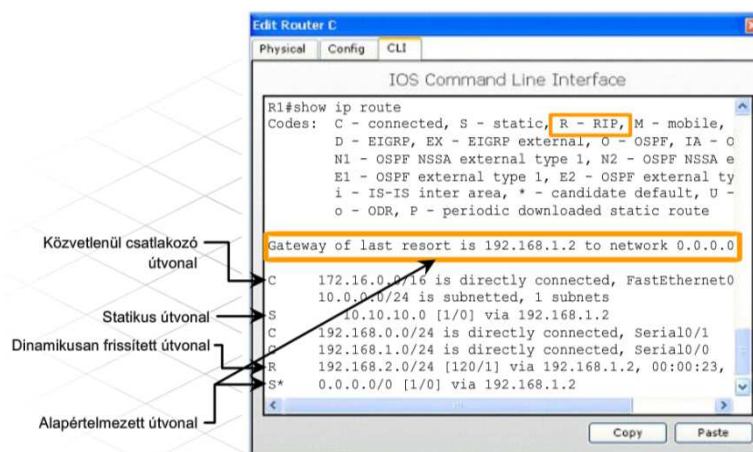 Edit Router C
Physical Config CLI
IOS Command Line Interface
R1#show ip route
Codes: C - connected, S - static, R - RIP, M - mobile,
D - EIGRP, EX - EIGRP external, O - OSPF, IA - O
N1 - OSPF NSSA external type 1, N2 - OSPF NSSA e
E1 - OSPF external type 1, E2 - OSPF external ty
i - IS-IS inter area, * - candidate default, U -
o - ODR, P - periodic downloaded static route
Gateway of last resort is 192.168.1.2 to network 0.0.0.0
C 172.16.0.0/16 is directly connected, FastEthernet0
10.0.0.0/24 is subnetted, 1 subnets
S 10.10.10.0 [1/0] via 192.168.1.2
C 192.168.0.0/24 is directly connected, Serial0/1
C 192.168.1.0/24 is directly connected, Serial0/0
R 192.168.2.0/24 [120/1] via 192.168.1.2, 00:00:23,
S* 0.0.0.0/0 [1/0] via 192.168.1.2
Copy Paste
Közvetlenül csatlakozó
útvonal
Statikus útvonal
Dinamikusan frissített útvonal
Alapértelmezett útvonal